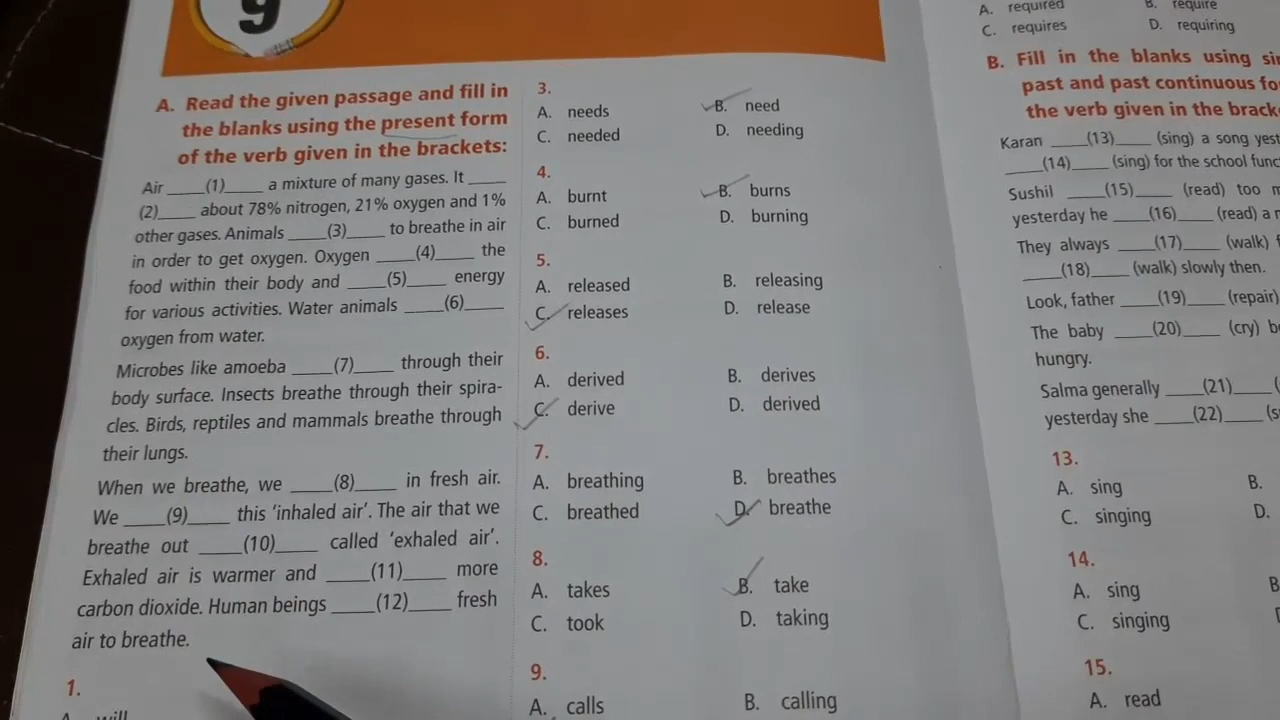 9
A. Read the given passage and fill in
the blanks using the present form
of the verb given in the brackets:
Air ____(1)____ a mixture of many gases. It ____
(2)____ about 78% nitrogen, 21% oxygen and 1%
other gases. Animals ____(3)____ to breathe in air
in order to get oxygen. Oxygen ____(4)____ the
food within their body and ____(5)____ energy
for various activities. Water animals ____(6)____
oxygen from water.
Microbes like amoeba ____(7)____ through their
body surface. Insects breathe through their spira-
cles. Birds, reptiles and mammals breathe through
their lungs.
When we breathe, we ____(8)____ in fresh air.
We ____(9)____ this 'inhaled air'. The air that we
breathe out ____(10)____ called 'exhaled air'.
Exhaled air is warmer and ____(11)____ more
carbon dioxide. Human beings ____(12)____ fresh
air to breathe.
1.
A. will
3.
A. needs B. need
C. needed D. needing
4.
A. burnt B. burns
C. burned D. burning
5.
A. released B. releasing
C. releases D. release
6.
A. derived B. derives
C. derive D. derived
7.
A. breathing B. breathes
C. breathed D. breathe
8.
A. takes B. take
C. took D. taking
9.
A. calls B. calling
A. required B. require
C. requires D. requiring
B. Fill in the blanks using
past and past continuous
the verb given in the
Karan ____(13)____ (sing) a song
____(14)____ (sing) for the school
Sushil ____(15)____ (read) too
yesterday he ____(16)____ (read) a
They always ____(17)____ (walk)
____(18)____ (walk) slowly then.
Look, father ____(19)____ (repair)
The baby ____(20)____ (cry)
hungry.
Salma generally ____(21)____
yesterday she ____(22)____
13.
A. sing B.
C. singing D.
14.
A. sing B
C. singing
15.
A. read